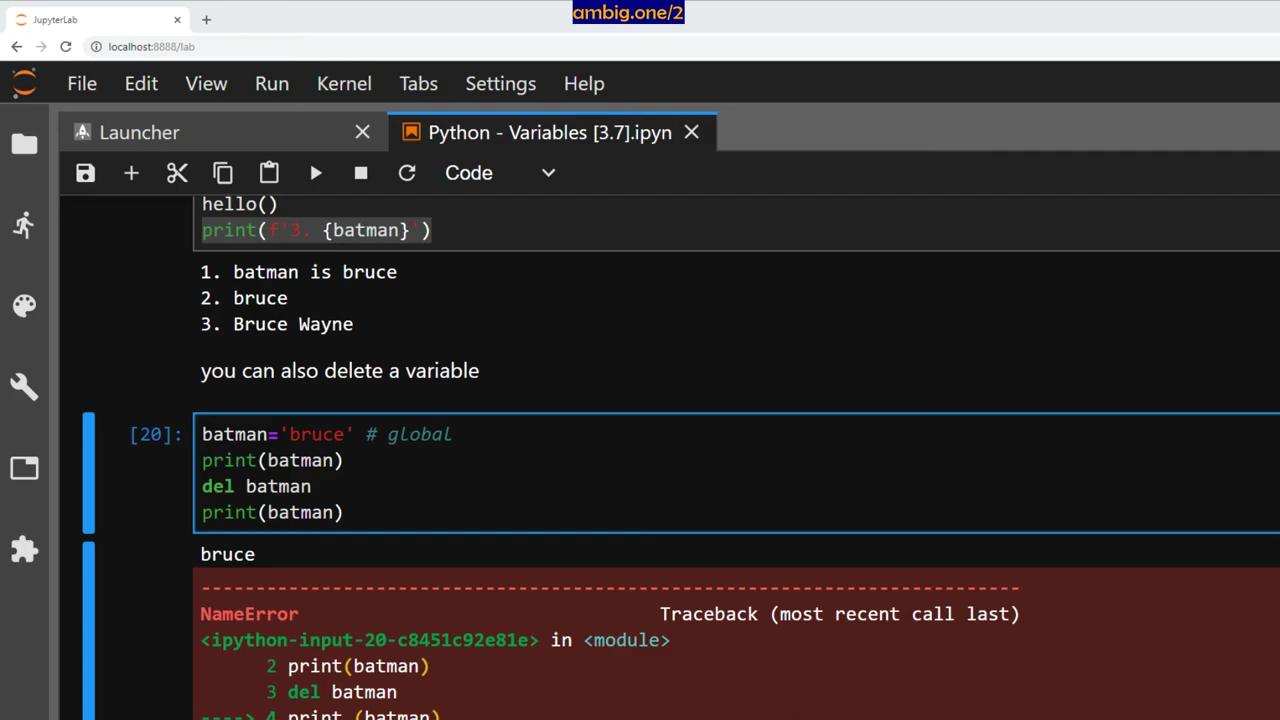 ambig.one/2
JupyterLab
localhost:8888/lab
File Edit View Run Kernel Tabs Settings Help
Launcher
Python - Variables [3.7].ipyn
Code
hello()
print(f'3. {batman}')
1. batman is bruce
2. bruce
3. Bruce Wayne
you can also delete a variable
[20]:
batman='bruce' # global
print(batman)
del batman
print(batman)
bruce
---------------------------------------------------------------------------
NameError Traceback (most recent call last)
<ipython-input-20-c8451c92e81e> in <module>
2 print(batman)
3 del batman
----> 4 print (batman)